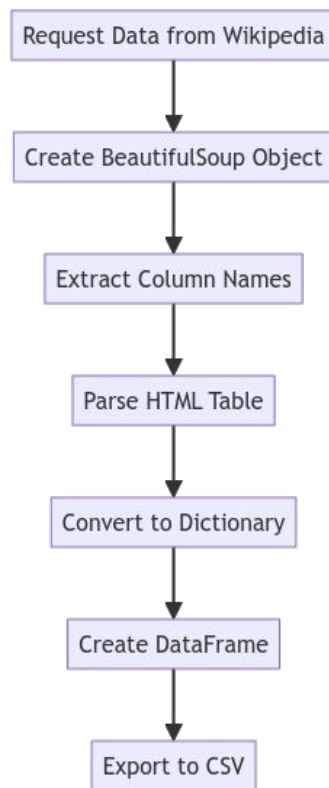 Request Data from Wikipedia
Create BeautifulSoup Object
Extract Column Names
Parse HTML Table
Convert to Dictionary
Create DataFrame
Export to CSV